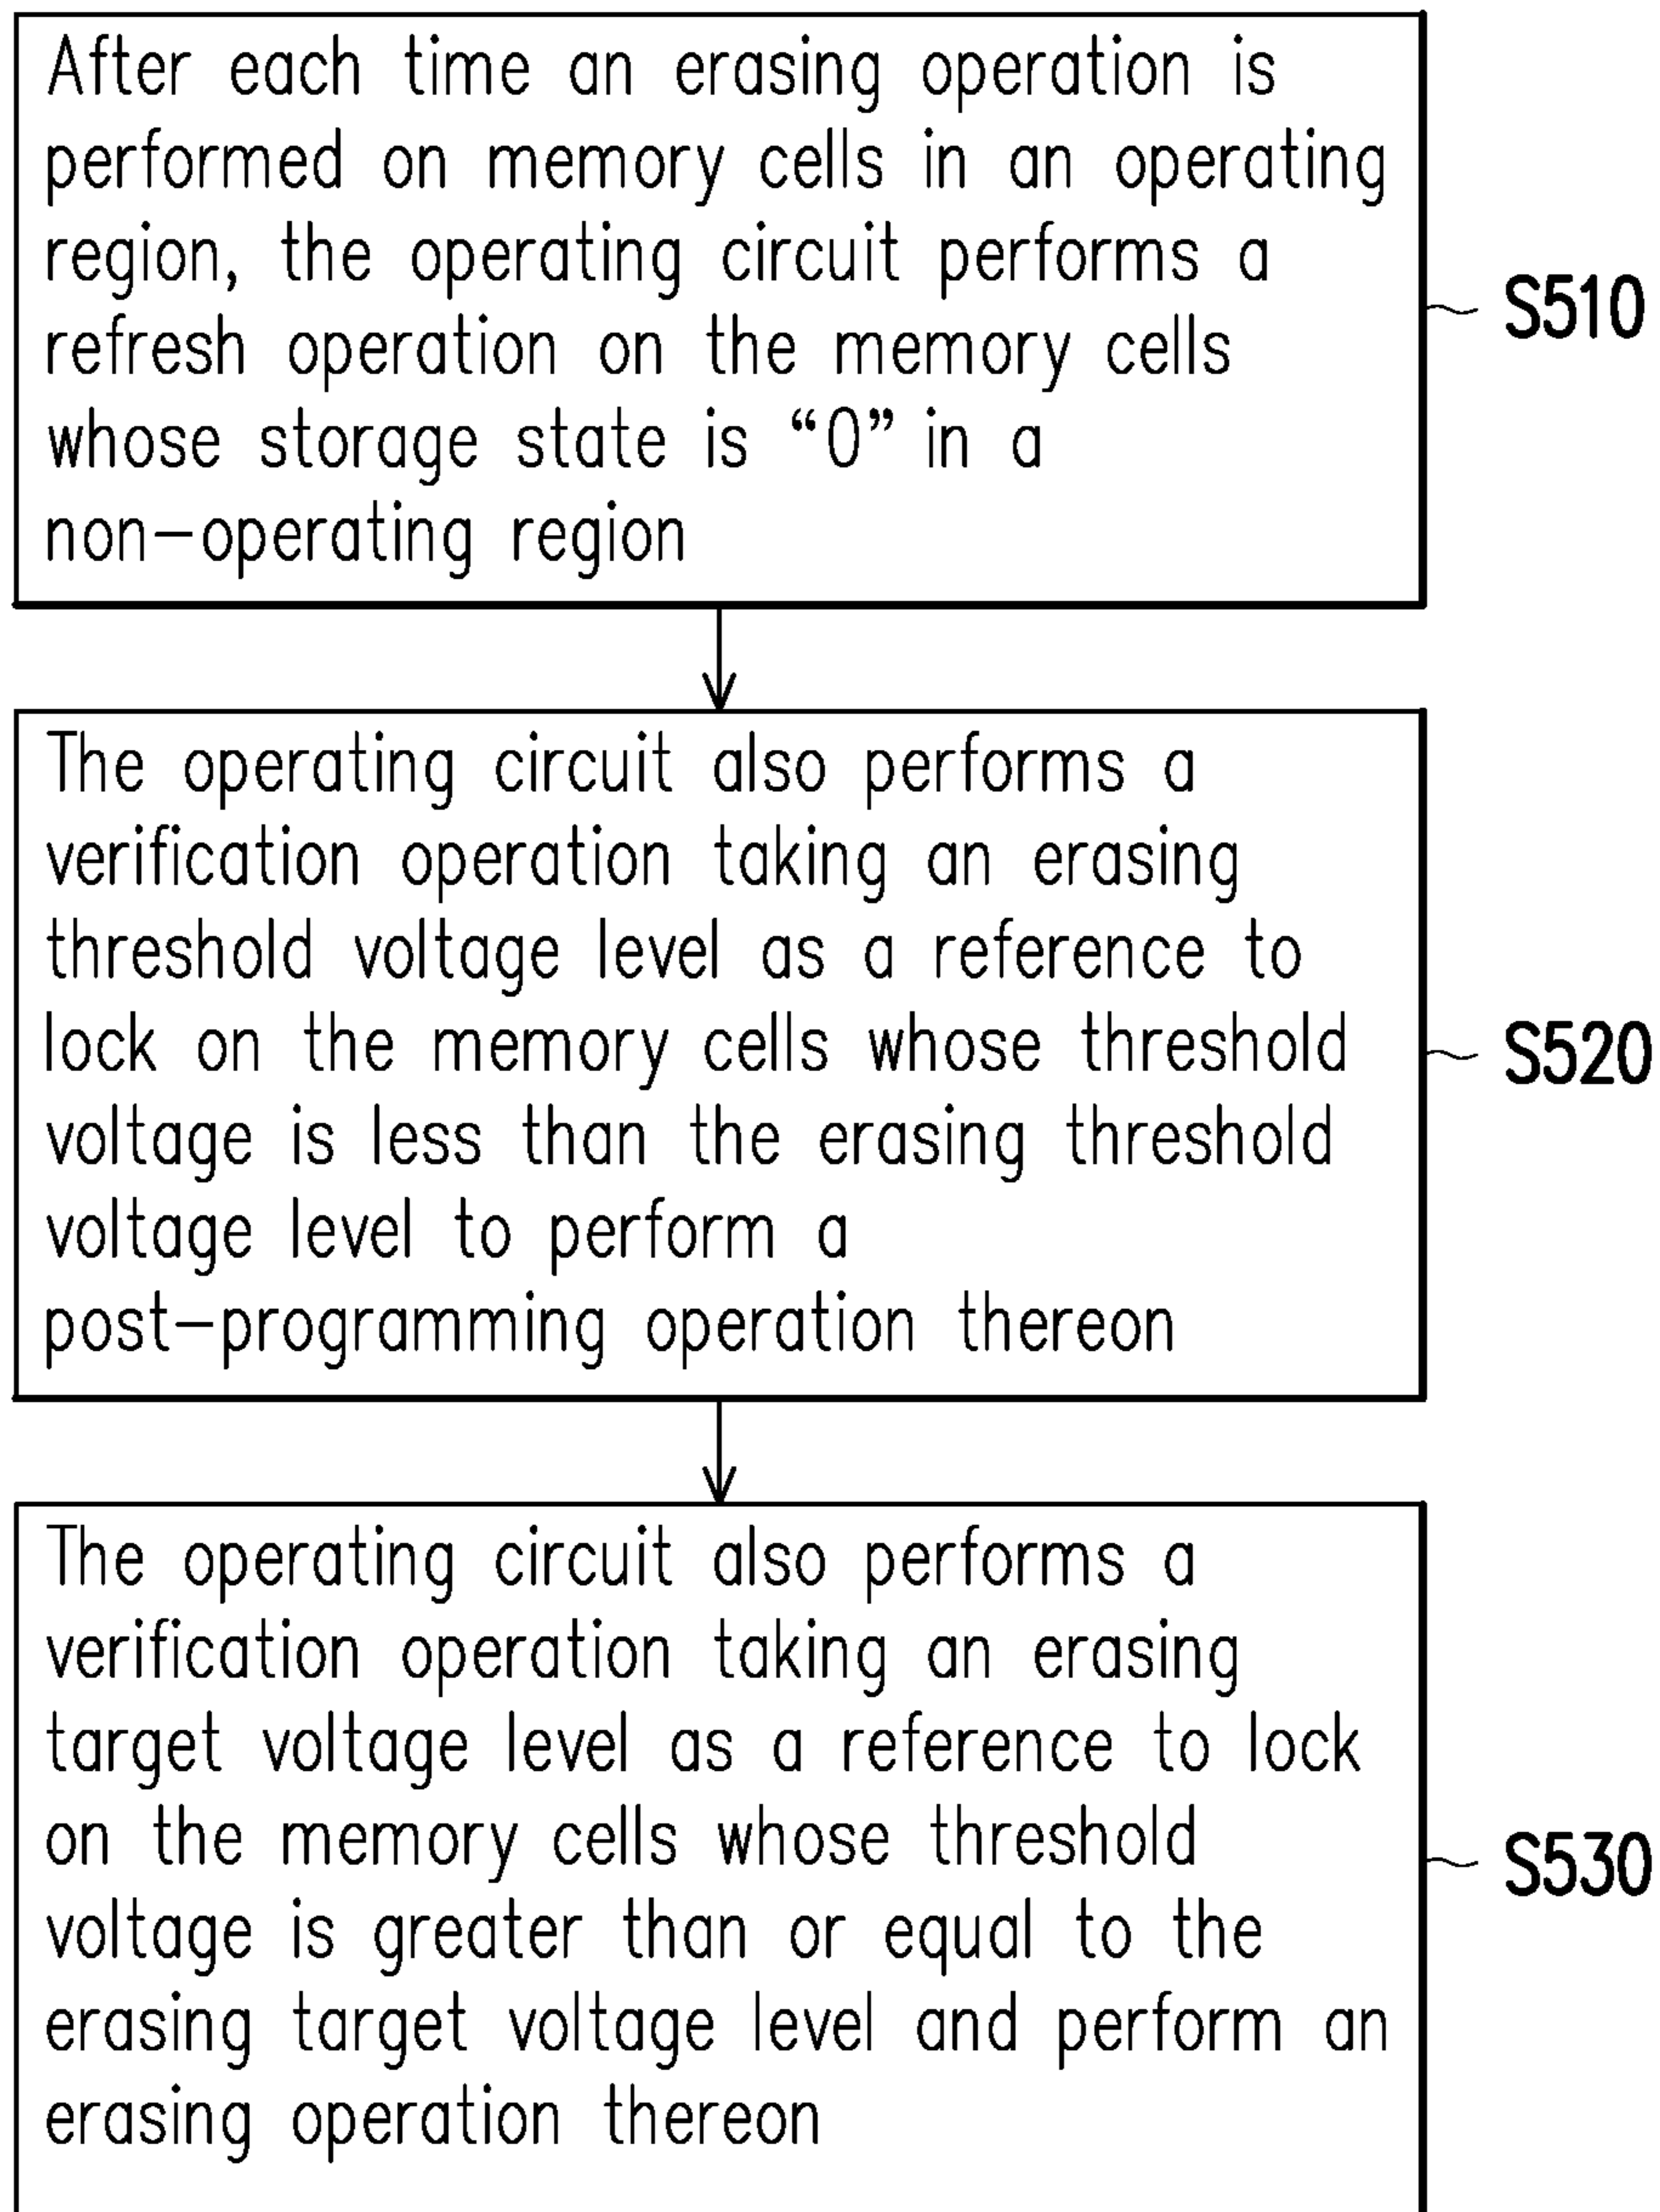 After each time an erasing operation is
performed on memory cells in an operating
region, the operating circuit performs a
refresh operation on the memory cells
whose storage state is “0” in a
non-operating region
S510
The operating circuit also performs a
verification operation taking an erasing
threshold voltage level as a reference to
lock on the memory cells whose threshold
voltage is less than the erasing threshold
voltage level to perform a
post-programming operation thereon
S520
The operating circuit also performs a
verification operation taking an erasing
target voltage level as a reference to lock
on the memory cells whose threshold
voltage is greater than or equal to the
erasing target voltage level and perform an
erasing operation thereon
S530